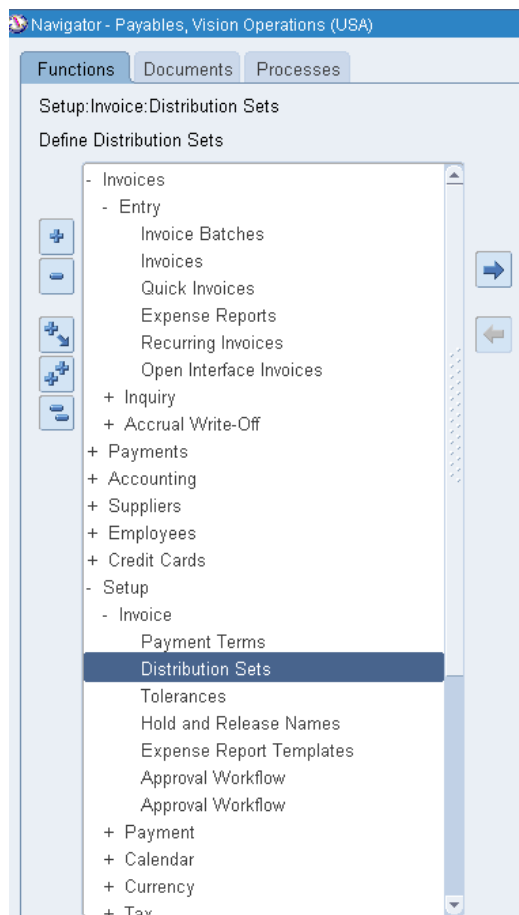 Navigator - Payables, Vision Operations (USA)
Functions Documents Processes
Setup:Invoice:Distribution Sets
Define Distribution Sets
- Invoices
- Entry
Invoice Batches
Invoices
Quick Invoices
Expense Reports
Recurring Invoices
Open Interface Invoices
+ Inquiry
+ Accrual Write-Off
+ Payments
+ Accounting
+ Suppliers
+ Employees
+ Credit Cards
- Setup
- Invoice
Payment Terms
Distribution Sets
Tolerances
Hold and Release Names
Expense Report Templates
Approval Workflow
Approval Workflow
+ Payment
+ Calendar
+ Currency
+ Tax